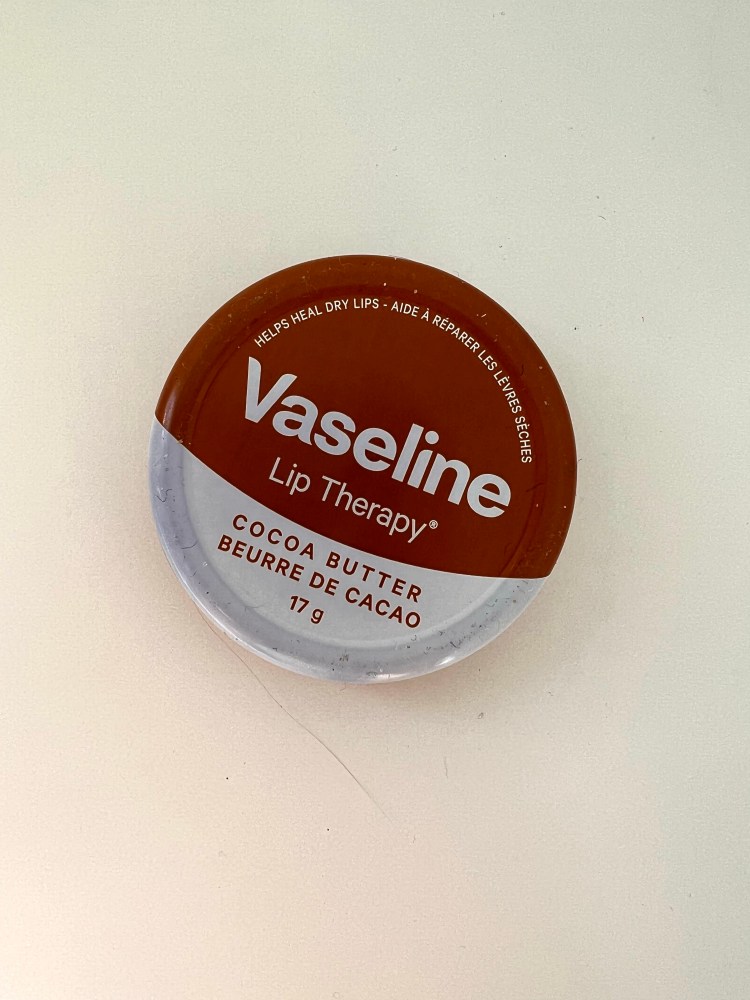 HELPS HEAL DRY LIPS - AIDE À RÉPARER LES LÈVRES SÈCHES
Vaseline
Lip Therapy®
COCOA BUTTER
BEURRE DE CACAO
17 g